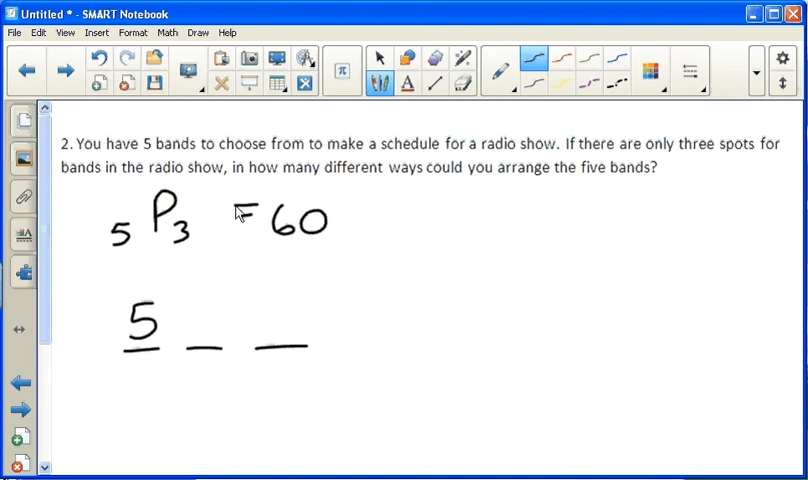 Untitled * - SMART Notebook
File Edit View Insert Format Math Draw Help
2. You have 5 bands to choose from to make a schedule for a radio show. If there are only three spots for
bands in the radio show, in how many different ways could you arrange the five bands?
5 P 3 = 60
5 _ _